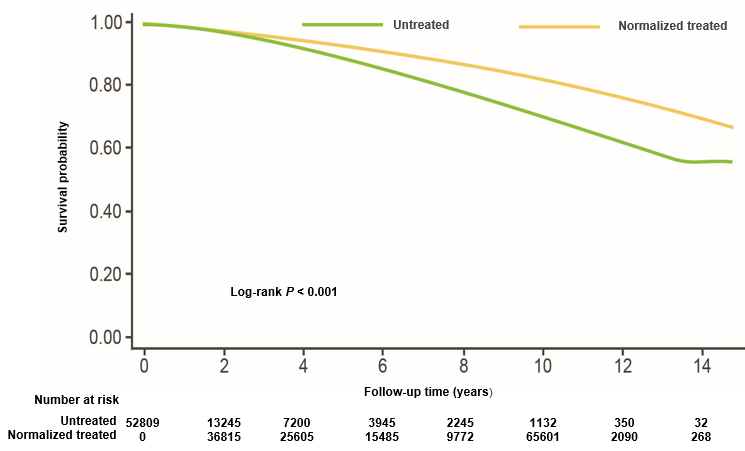 Untreated
Normalized treated
1.00
0.80
0.60
0.40
0.20
0.00
Survival probability
Log-rank P < 0.001
0 2 4 6 8 10 12 14
Follow-up time (years)
Number at risk
Untreated 52809 13245 7200 3945 2245 1132 350 32
Normalized treated 0 36815 25605 15485 9772 65601 2090 268